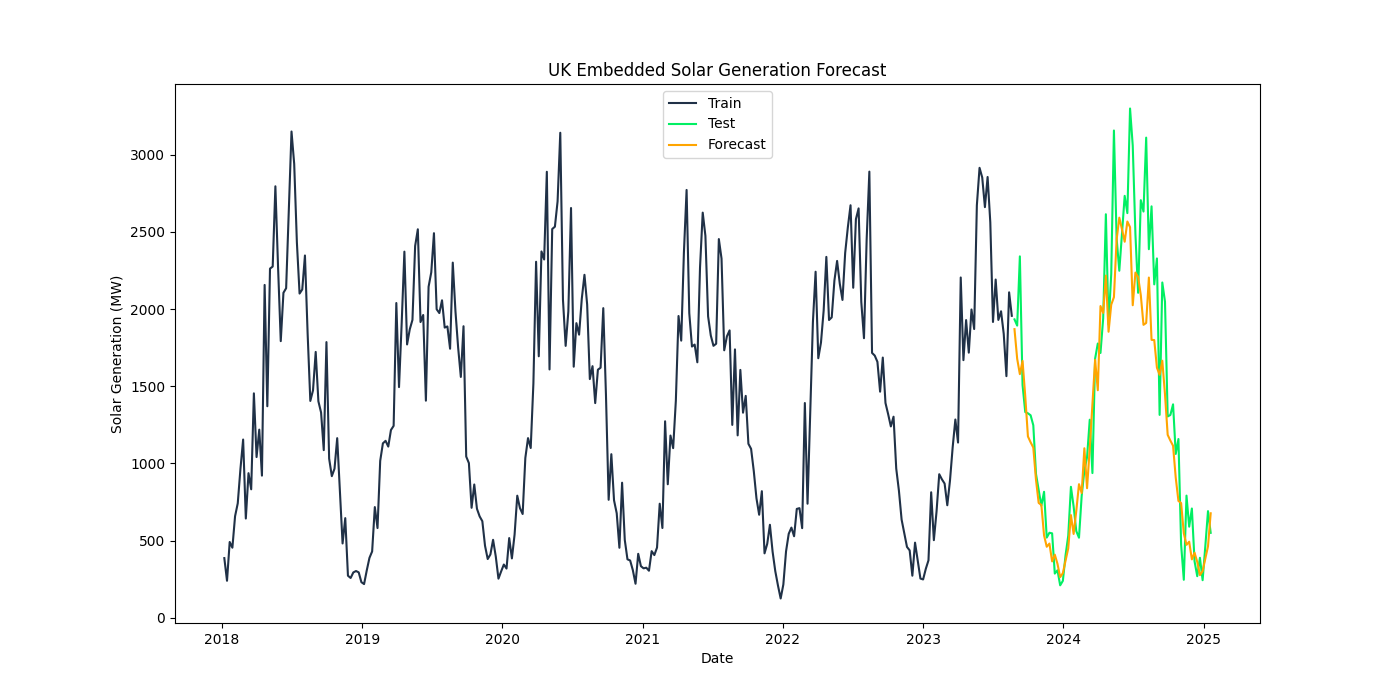 UK Embedded Solar Generation Forecast
Train
Test
Forecast
Solar Generation (MW)
3000
2500
2000
1500
1000
500
0
2018 2019 2020 2021 2022 2023 2024 2025
Date